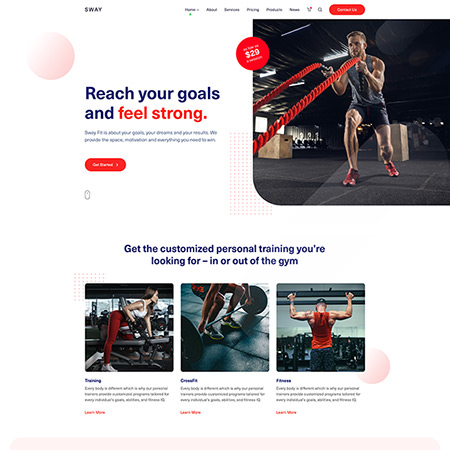 SWAY
Home About Services Pricing Products News
Contact Us
$29
Reach your goals
and feel strong.
Sway Fit is about your goals, your dreams and your results. We
provide the space, motivation and everything you need to win.
Get Started
Get the customized personal training you're
looking for – in or out of the gym
Training
Every body is different which is why our personal
trainers provide customized programs tailored for
every individual's goals, abilities, and fitness IQ.
Learn More
CrossFit
Every body is different which is why our personal
trainers provide customized programs tailored for
every individual's goals, abilities, and fitness IQ.
Learn More
Fitness
Every body is different which is why our personal
trainers provide customized programs tailored for
every individual's goals, abilities, and fitness IQ.
Learn More